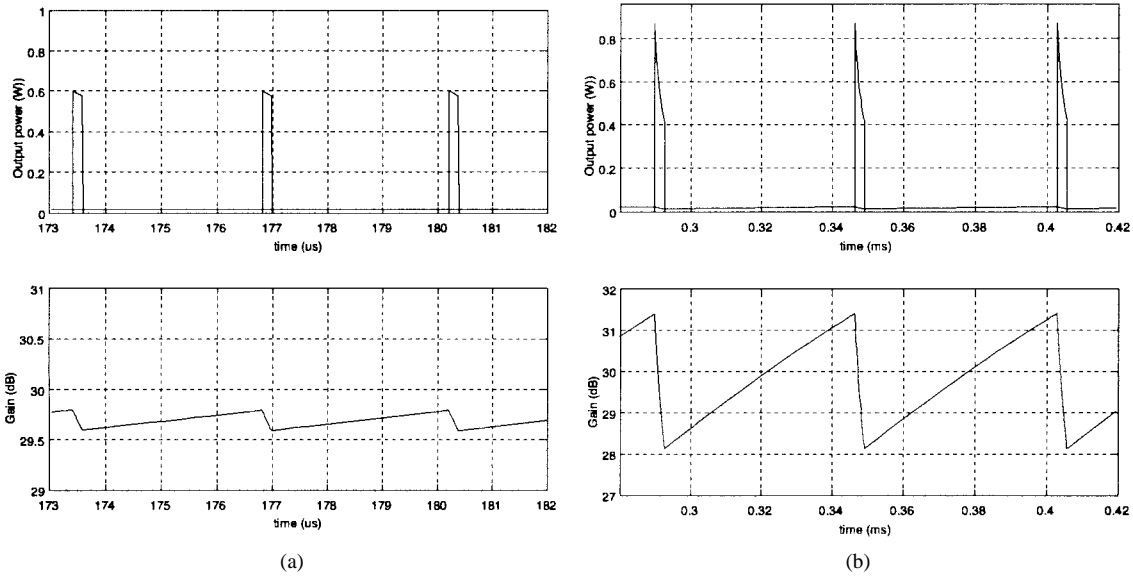 1
0.8
0.6
0.4
0.2
0
Output power (W))
173 174 175 176 177 178 179 180 181 182
time (us)
31
30.5
30
29.5
29
Gain (dB)
173 174 175 176 177 178 179 180 181 182
time (us)
(a)
0.8
0.6
0.4
0.2
0
Output power (W))
0.3 0.32 0.34 0.36 0.38 0.4 0.42
time (ms)
32
31
30
29
28
27
Gain (dB)
0.3 0.32 0.34 0.36 0.38 0.4 0.42
time (ms)
(b)